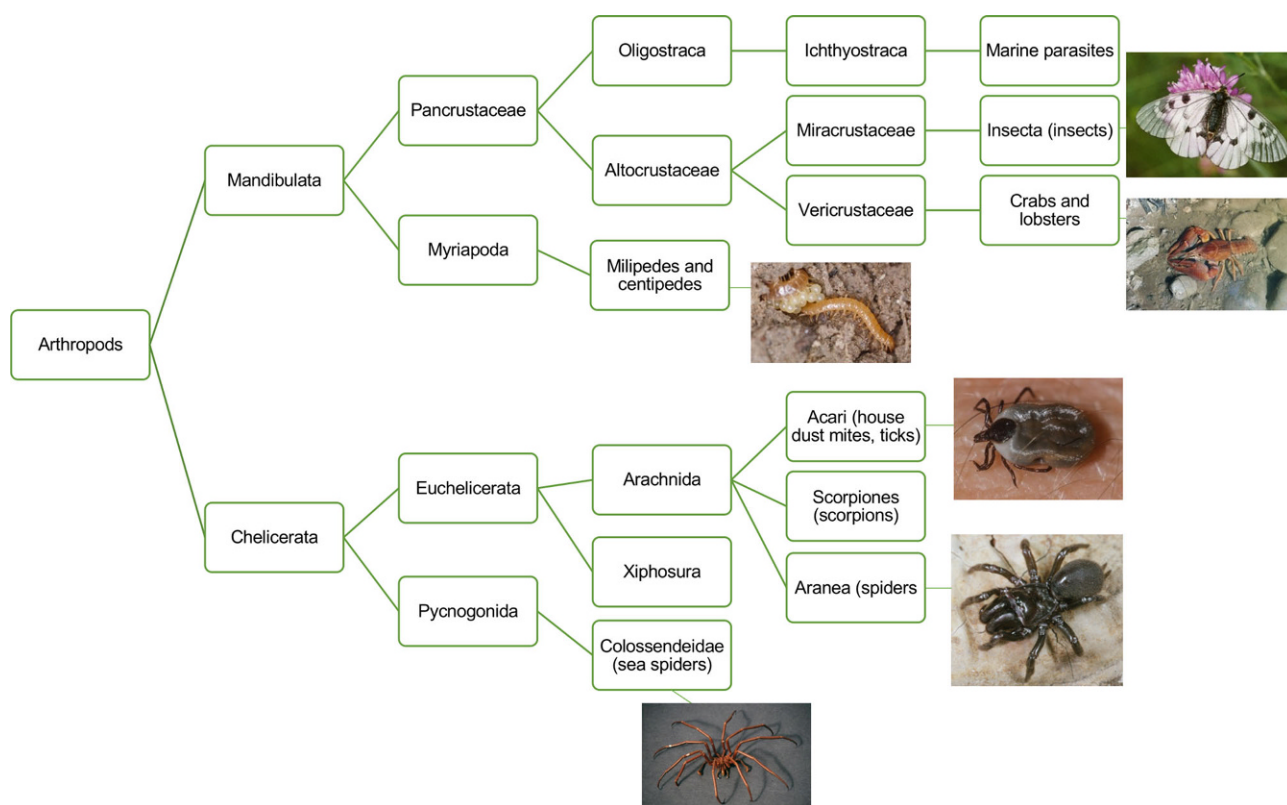 Oligostraca
Ichthyostraca
Marine parasites
Pancrustaceae
Miracrustaceae
Insecta (insects)
Mandibulata
Altocrustaceae
Vericrustaceae
Crabs and
lobsters
Myriapoda
Milipedes and
centipedes
Arthropods
Acari (house
dust mites, ticks)
Euchelicerata
Arachnida
Scorpiones
(scorpions)
Chelicerata
Xiphosura
Aranea (spiders
Pycnogonida
Colossendeidae
(sea spiders)